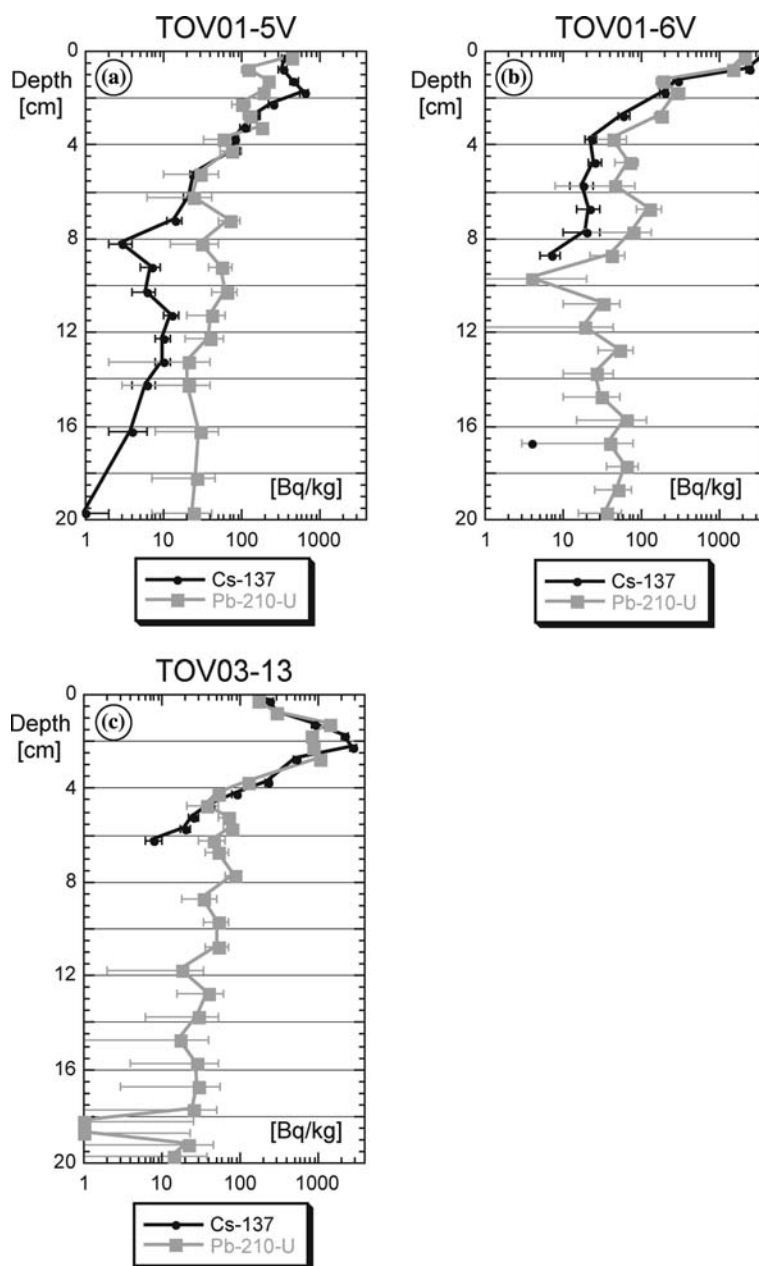 TOV01-5V
TOV01-6V
Depth
[cm]
(a)
0
4
8
12
16
20
[Bq/kg]
1 10 100 1000
Cs-137
Pb-210-U
Depth
[cm]
(b)
0
4
8
12
16
20
[Bq/kg]
1 10 100 1000
Cs-137
Pb-210-U
TOV03-13
Depth
[cm]
(c)
0
4
8
12
16
20
[Bq/kg]
1 10 100 1000
Cs-137
Pb-210-U